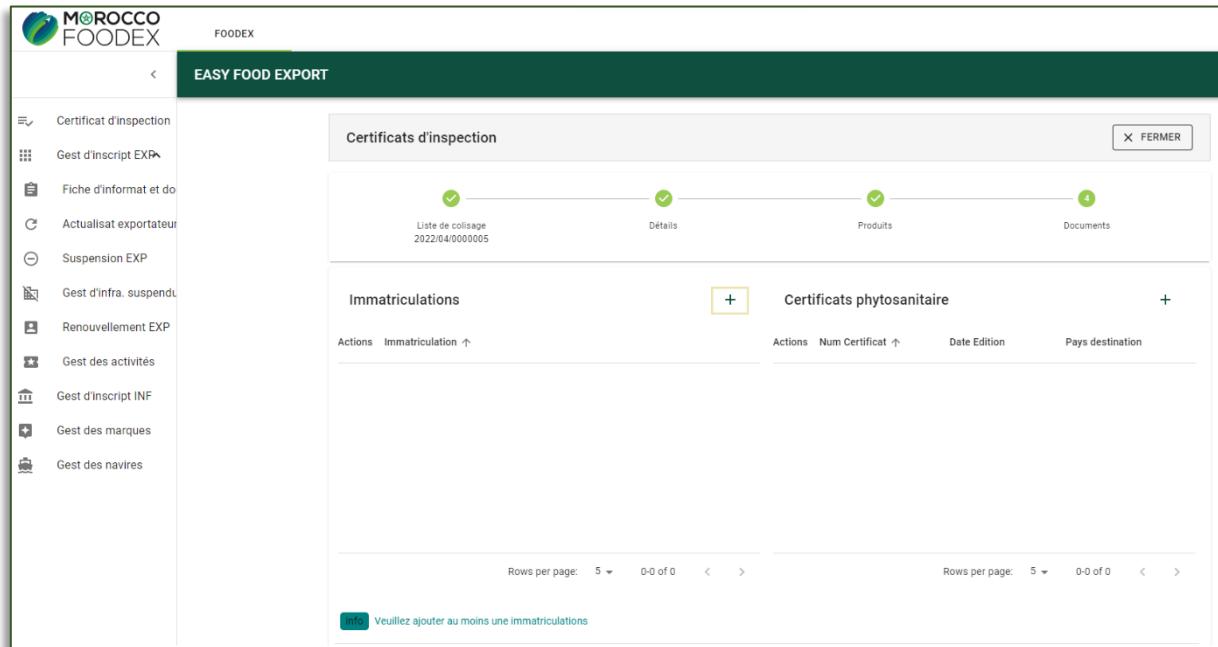 MOROCCO
FOODEX
FOODEX
EASY FOOD EXPORT
Certificat d'inspection
Gest d'inscript EXP
Fiche d'informat et do
Actualisat exportateur
Suspension EXP
Gest d'infra. suspendu
Renouvellement EXP
Gest des activités
Gest d'inscript INF
Gest des marques
Gest des navires
Certificats d'inspection
FERMER
Liste de colisage
2022/04/0000005
Détails
Produits
4
Documents
Immatriculations
Actions Immatriculation
Rows per page: 5 0-0 of 0
Certificats phytosanitaire
Actions Num Certificat Date Edition Pays destination
Rows per page: 5 0-0 of 0
info Veuillez ajouter au moins une immatriculations